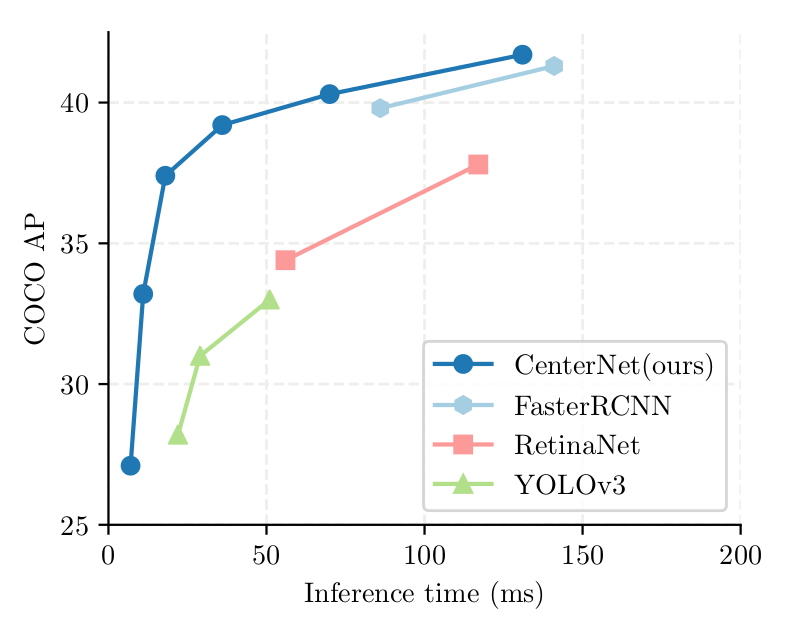 COCO AP
40
35
30
25
0 50 100 150 200
Inference time (ms)
CenterNet(ours)
FasterRCNN
RetinaNet
YOLOv3